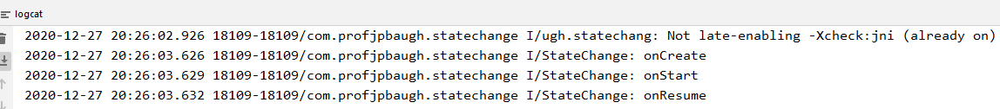 logcat
2020-12-27 20:26:02.926 18109-18109/com.profjpbaugh.statechange I/ugh.statechang: Not late-enabling -Xcheck:jni (already on)
2020-12-27 20:26:03.626 18109-18109/com.profjpbaugh.statechange I/StateChange: onCreate
2020-12-27 20:26:03.629 18109-18109/com.profjpbaugh.statechange I/StateChange: onStart
2020-12-27 20:26:03.632 18109-18109/com.profjpbaugh.statechange I/StateChange: onResume